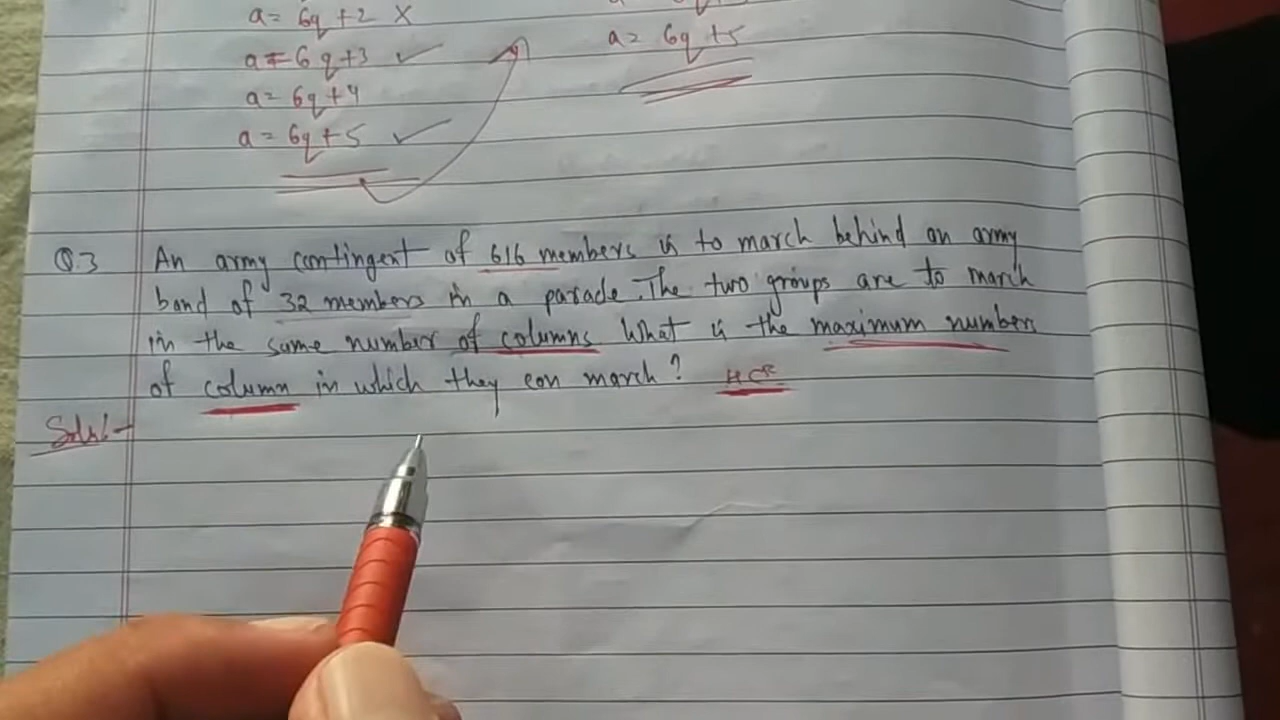 a = 6q + 2 X
a = 6q + 3 ✓
a = 6q + 4
a = 6q + 5 ✓
a = 6q + 5
Q.3 An army contingent of 616 members is to march behind an army
band of 32 members in a parade. The two groups are to march
in the same number of columns. What is the maximum number
of column in which they can march? HCF
Soln:-